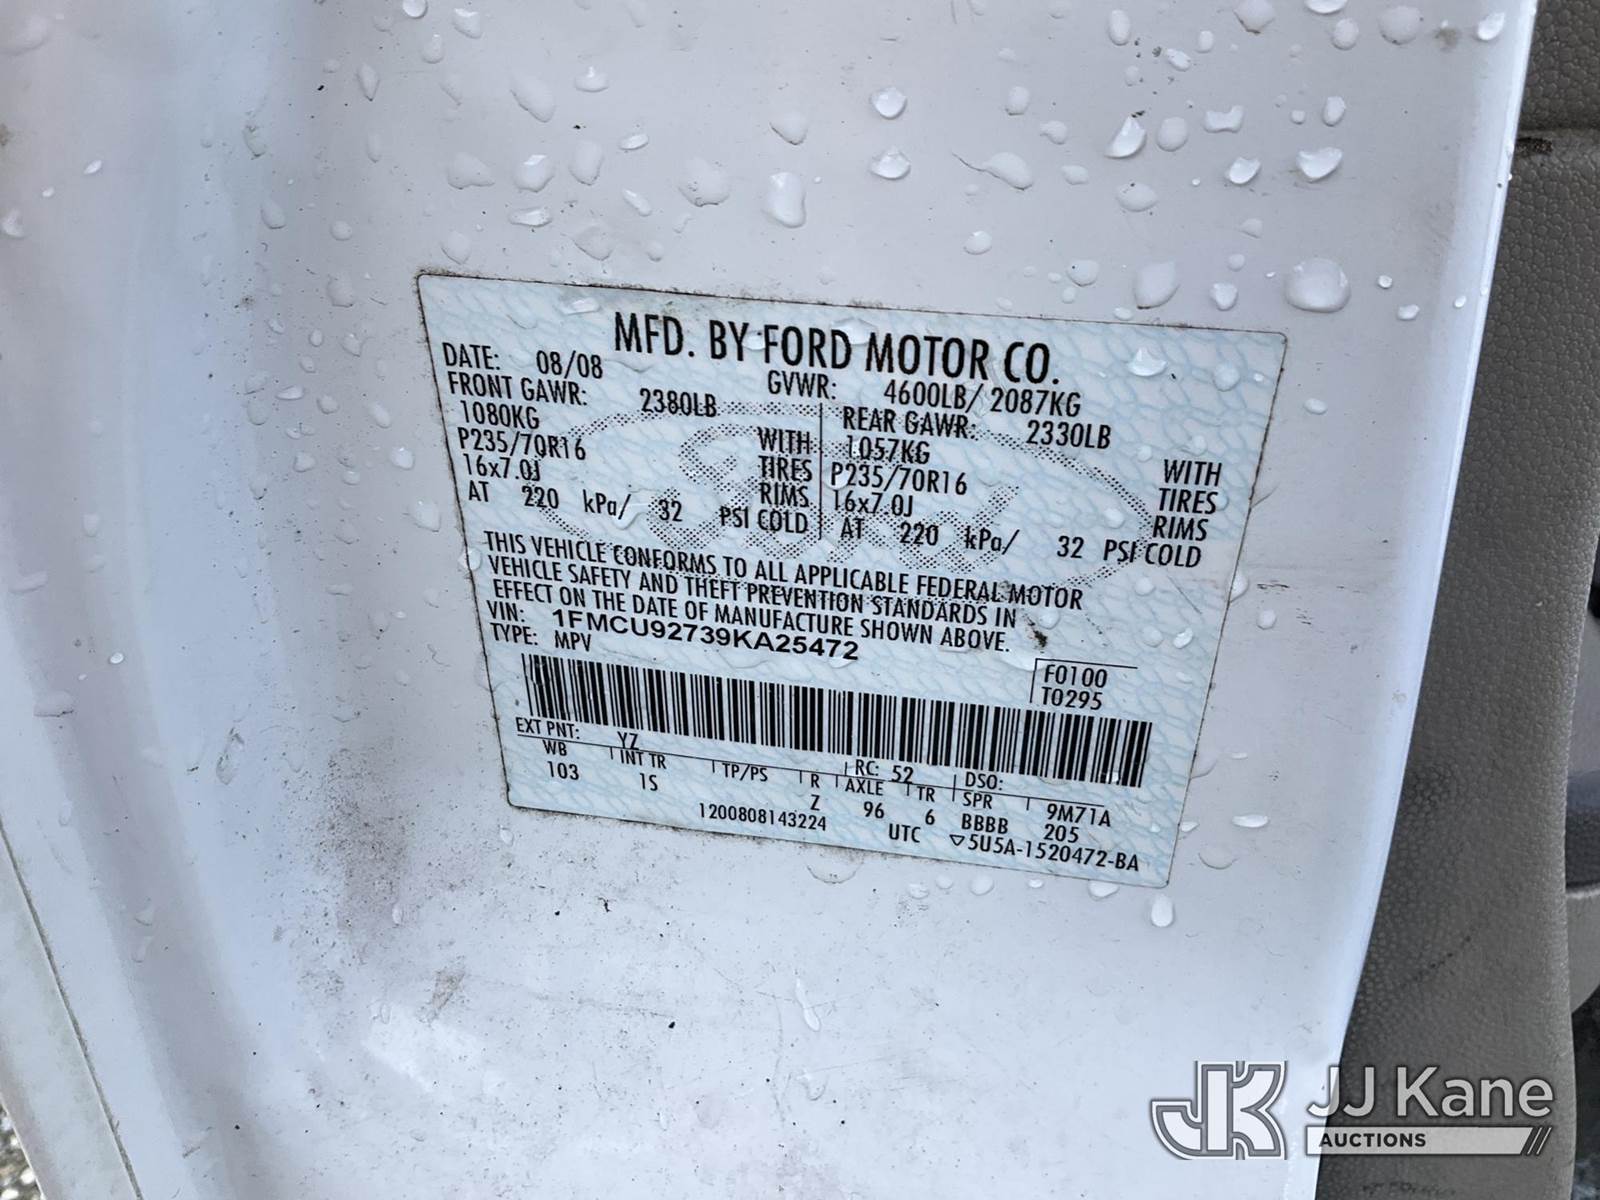 MFD. BY FORD MOTOR CO.
DATE: 08/08 GVWR: 4600LB/ 2087KG
FRONT GAWR: 2380LB REAR GAWR: 2330LB
1080KG WITH 1057KG WITH
P235/70R16 TIRES P235/70R16 TIRES
16x7.0J RIMS 16x7.0J RIMS
AT 220 kPa/ 32 PSI COLD AT 220 kPa/ 32 PSI COLD
THIS VEHICLE CONFORMS TO ALL APPLICABLE FEDERAL MOTOR
VEHICLE SAFETY AND THEFT PREVENTION STANDARDS IN
EFFECT ON THE DATE OF MANUFACTURE SHOWN ABOVE.
VIN: 1FMCU92739KA25472
TYPE: MPV
F0100
T0295
EXT PNT: YZ RC: 52 DSO:
WB INT TR TP/PS R AXLE TR SPR 9M71A
103 1S Z 96 6 BBBB 205
1200808143224 UTC ▽5U5A-1520472-BA
JK JJ Kane
AUCTIONS